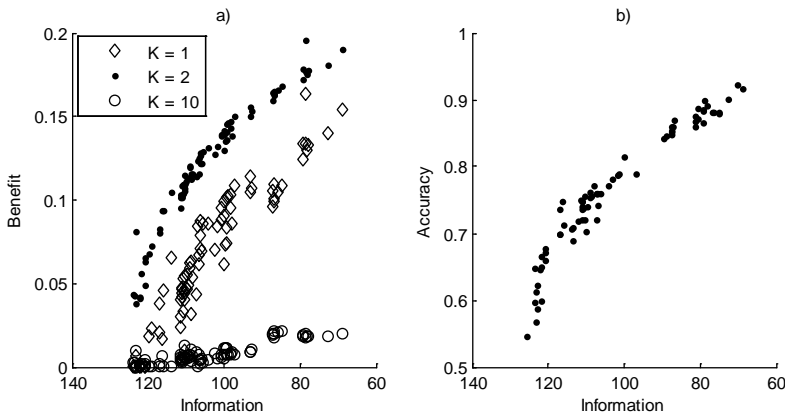 a)
0.2
0.15
0.1
0.05
0
140
120
100
80
60
Information
Benefit
K = 1
K = 2
K = 10
b)
1
0.9
0.8
0.7
0.6
0.5
140
120
100
80
60
Information
Accuracy